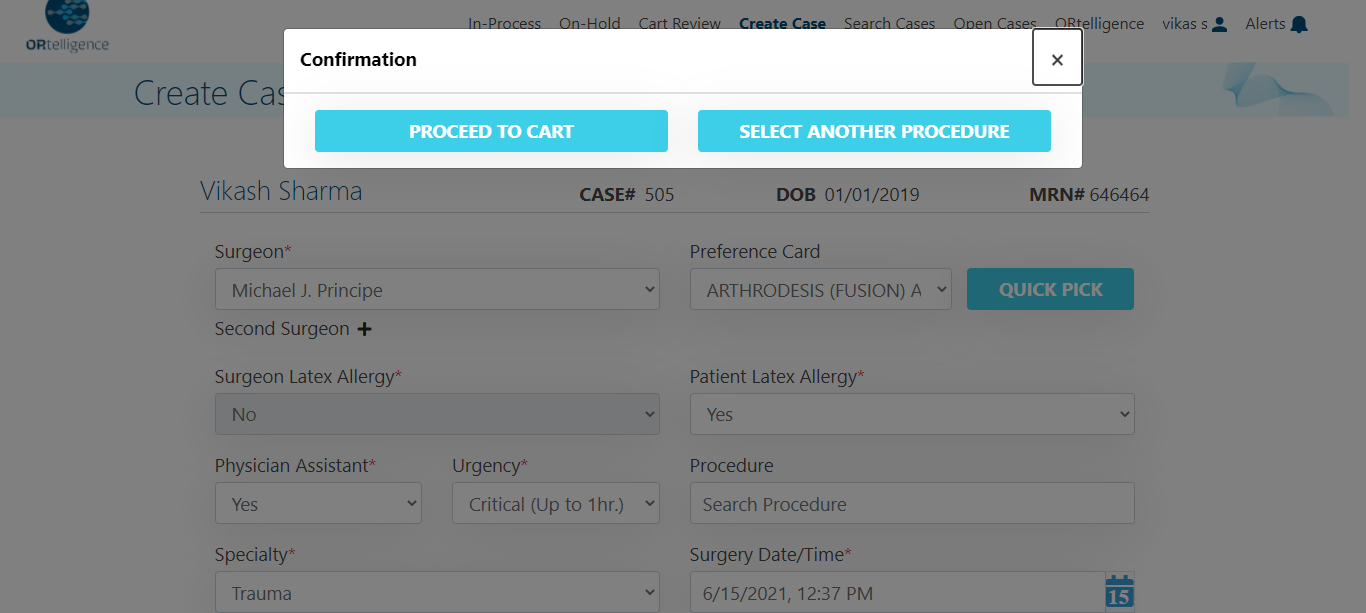 In-Process On-Hold Cart Review Create Case Search Cases Open Cases ORtelligence vikas s Alerts
ORtelligence
Confirmation ×
Create Cas
PROCEED TO CART SELECT ANOTHER PROCEDURE
Vikash Sharma CASE# 505 DOB 01/01/2019 MRN# 646464
Surgeon* Preference Card
Michael J. Principe ARTHRODESIS (FUSION) A QUICK PICK
Second Surgeon +
Surgeon Latex Allergy* Patient Latex Allergy*
No Yes
Physician Assistant* Urgency* Procedure
Yes Critical (Up to 1hr.) Search Procedure
Specialty* Surgery Date/Time*
Trauma 6/15/2021, 12:37 PM 15